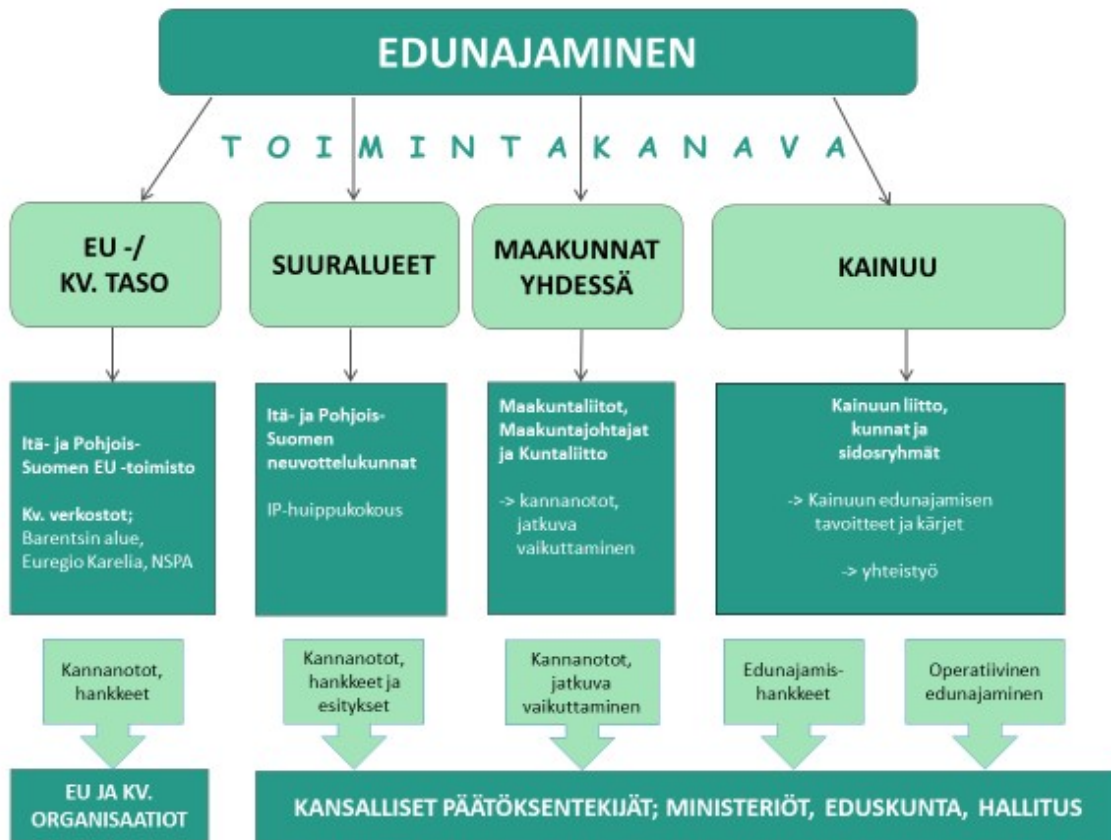 EDUNAJAMINEN
TOIMINTAKANAVA
EU -/
KV. TASO
SUURALUEET
MAAKUNNAT
YHDESSÄ
KAINUU
Itä- ja Pohjois-
Suomen EU -toimisto
Kv. verkostot;
Barentsin alue,
Euregio Karelia, NSPA
Itä- ja Pohjois-
Suomen
neuvottelukunnat
IP-huippukokous
Maakuntaliitot,
Maakuntajohtajat
ja Kuntaliitto
-> kannanotot,
jatkuva
vaikuttaminen
Kainuun liitto,
kunnat ja
sidosryhmät
-> Kainuun edunajamisen
tavoitteet ja kärjet
-> yhteistyö
Kannanotot,
hankkeet
Kannanotot,
hankkeet ja
esitykset
Kannanotot,
jatkuva
vaikuttaminen
Edunajamis-
hankkeet
Operatiivinen
edunajaminen
EU JA KV.
ORGANISAATIOT
KANSALLISET PÄÄTÖKSENTEKIJÄT; MINISTERIÖT, EDUSKUNTA, HALLITUS